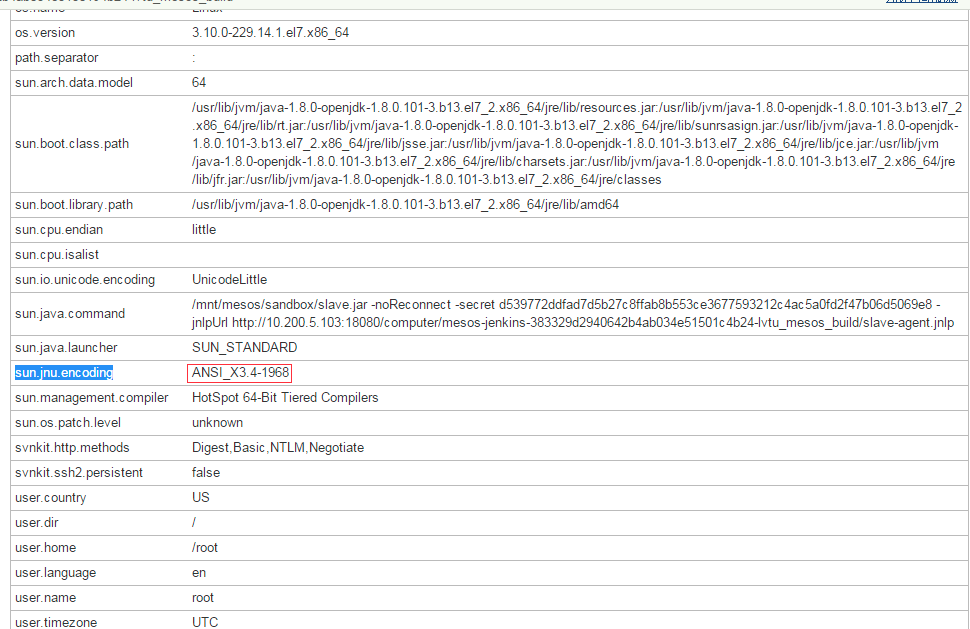 os.version 3.10.0-229.14.1.el7.x86_64
path.separator :
sun.arch.data.model 64
sun.boot.class.path /usr/lib/jvm/java-1.8.0-openjdk-1.8.0.101-3.b13.el7_2.x86_64/jre/lib/resources.jar:/usr/lib/jvm/java-1.8.0-openjdk-1.8.0.101-3.b13.el7_2
.x86_64/jre/lib/rt.jar:/usr/lib/jvm/java-1.8.0-openjdk-1.8.0.101-3.b13.el7_2.x86_64/jre/lib/sunrsasign.jar:/usr/lib/jvm/java-1.8.0-openjdk-
1.8.0.101-3.b13.el7_2.x86_64/jre/lib/jsse.jar:/usr/lib/jvm/java-1.8.0-openjdk-1.8.0.101-3.b13.el7_2.x86_64/jre/lib/jce.jar:/usr/lib/jvm
/java-1.8.0-openjdk-1.8.0.101-3.b13.el7_2.x86_64/jre/lib/charsets.jar:/usr/lib/jvm/java-1.8.0-openjdk-1.8.0.101-3.b13.el7_2.x86_64/jre
/lib/jfr.jar:/usr/lib/jvm/java-1.8.0-openjdk-1.8.0.101-3.b13.el7_2.x86_64/jre/classes
sun.boot.library.path /usr/lib/jvm/java-1.8.0-openjdk-1.8.0.101-3.b13.el7_2.x86_64/jre/lib/amd64
sun.cpu.endian little
sun.cpu.isalist
sun.io.unicode.encoding UnicodeLittle
sun.java.command /mnt/mesos/sandbox/slave.jar -noReconnect -secret d539772ddfad7d5b27c8ffab8b553ce3677593212c4ac5a0fd2f47b06d5069e8 -
jnlpUrl http://10.200.5.103:18080/computer/mesos-jenkins-383329d2940642b4ab034e51501c4b24-lvtu_mesos_build/slave-agent.jnlp
sun.java.launcher SUN_STANDARD
sun.jnu.encoding ANSI_X3.4-1968
sun.management.compiler HotSpot 64-Bit Tiered Compilers
sun.os.patch.level unknown
svnkit.http.methods Digest,Basic,NTLM,Negotiate
svnkit.ssh2.persistent false
user.country US
user.dir /
user.home /root
user.language en
user.name root
user.timezone UTC